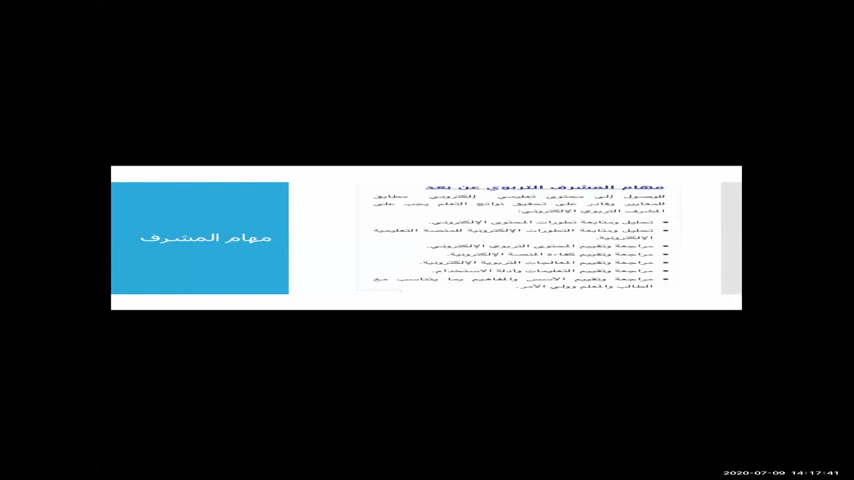 مهام المشرف
مهام المشرف التربوي عن بعد
للوصول إلى محتوى تعليمي إلكتروني مطابق
للمعايير وقادر على تحقيق نواتج التعلم يجب على
المشرف التربوي الإلكتروني:
• تحليل ومتابعة تطورات المحتوى الإلكتروني.
• تحليل ومتابعة التطورات الإلكترونية للمنصة التعليمية
الإلكترونية.
• مراجعة وتقييم المحتوى التربوي الإلكتروني.
• مراجعة وتقييم كفاءة المنصة الإلكترونية.
• مراجعة وتقييم المعالجات التربوية الإلكترونية.
• مراجعة وتقييم التعليمات وأدلة الاستخدام.
• مراجعة وتقييم الأسس والمفاهيم بما يتناسب مع
الطالب والمعلم وولي الأمر.
2020-07-09 14:17:41